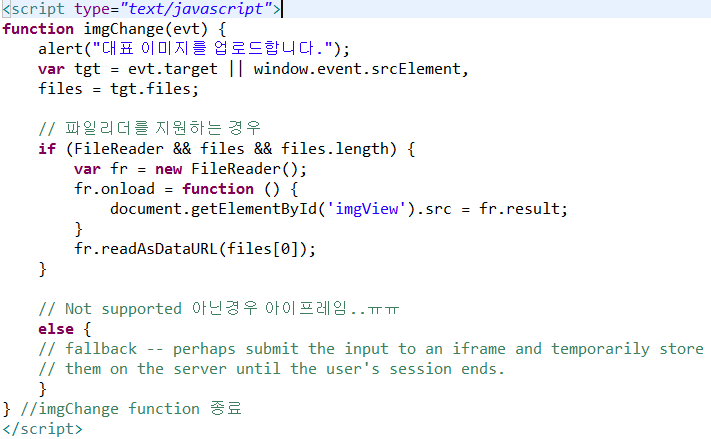 <script type="text/javascript">
function imgChange(evt) {
    alert("대표 이미지를 업로드합니다.");
    var tgt = evt.target || window.event.srcElement,
    files = tgt.files;

    // 파일리더를 지원하는 경우
    if (FileReader && files && files.length) {
        var fr = new FileReader();
        fr.onload = function () {
            document.getElementById('imgView').src = fr.result;
        }
        fr.readAsDataURL(files[0]);
    }

    // Not supported 아닌경우 아이프레임..ㅠㅠ
    else {
    // fallback -- perhaps submit the input to an iframe and temporarily store
    // them on the server until the user's session ends.
    }
} //imgChange function 종료
</script>